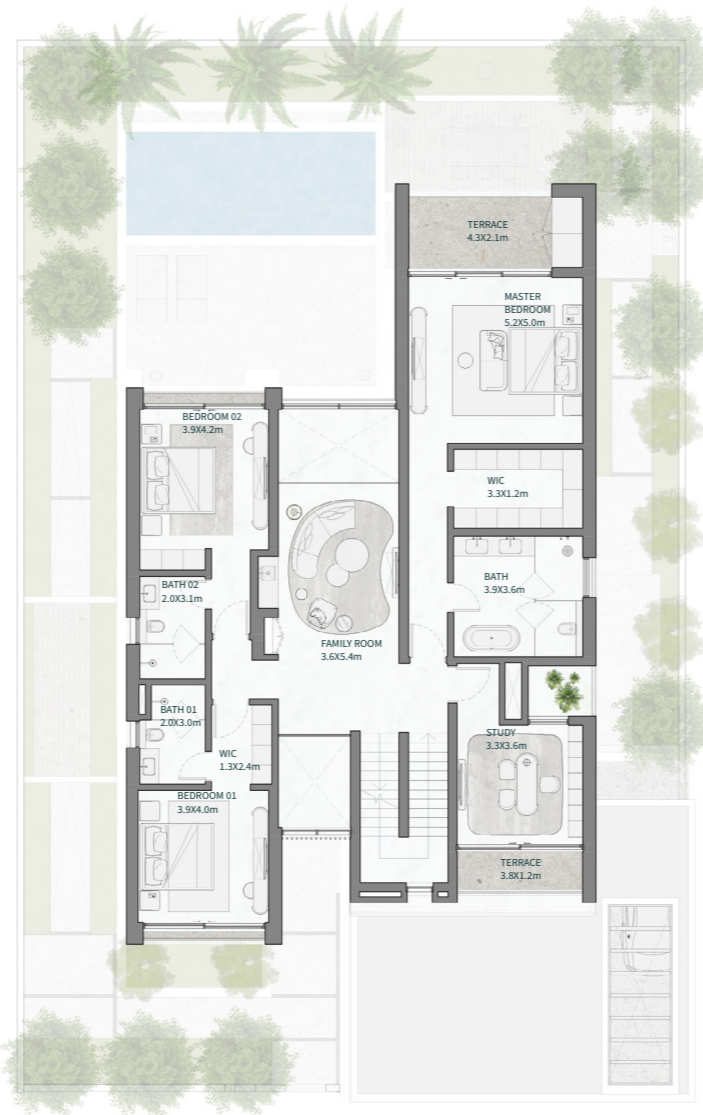 TERRACE
4.3X2.1m
MASTER
BEDROOM
5.2X5.0m
BEDROOM 02
3.9X4.2m
WIC
3.3X1.2m
BATH
3.9X3.6m
BATH 02
2.0X3.1m
FAMILY ROOM
3.6X5.4m
BATH 01
2.0X3.0m
STUDY
3.3X3.6m
WIC
1.3X2.4m
BEDROOM 01
3.9X4.0m
TERRACE
3.8X1.2m